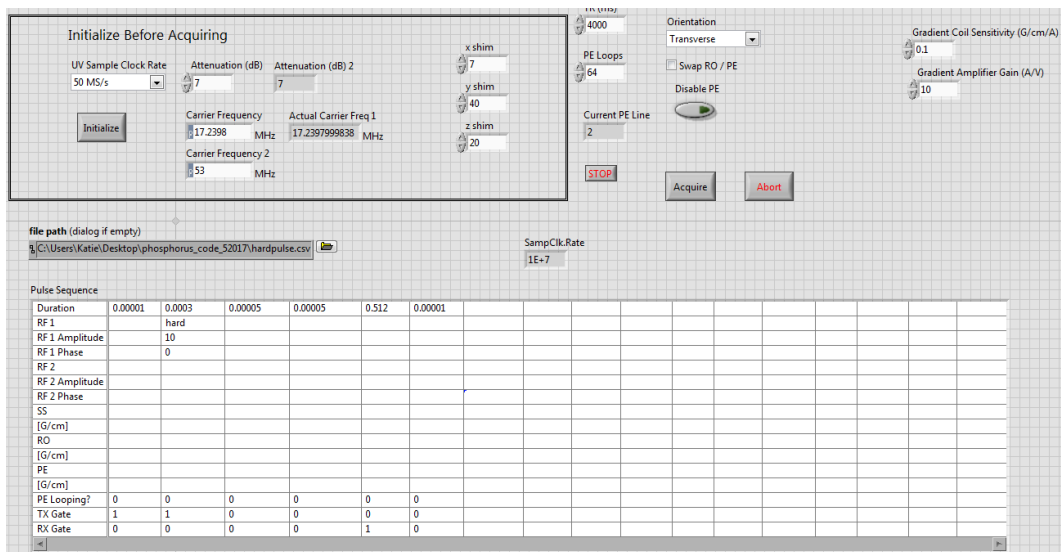 TR (ms)
4000
Orientation
Transverse
Gradient Coil Sensitivity (G/cm/A)
0.1
Initialize Before Acquiring
x shim
7
PE Loops
64
Swap RO / PE
Gradient Amplifier Gain (A/V)
10
UV Sample Clock Rate
50 MS/s
Attenuation (dB)
7
Attenuation (dB) 2
7
y shim
40
Disable PE
Initialize
Carrier Frequency
17.2398 MHz
Actual Carrier Freq 1
17.2397999838 MHz
z shim
20
Current PE Line
2
Carrier Frequency 2
53 MHz
STOP
Acquire
Abort
file path (dialog if empty)
C:\Users\Katie\Desktop\phosphorus_code_52017\hardpulse.csv
SampClk.Rate
1E+7
Pulse Sequence
Duration 0.00001 0.0003 0.00005 0.00005 0.512 0.00001
RF 1 hard
RF 1 Amplitude 10
RF 1 Phase 0
RF 2
RF 2 Amplitude
RF 2 Phase
SS
[G/cm]
RO
[G/cm]
PE
[G/cm]
PE Looping? 0 0 0 0 0 0
TX Gate 1 1 0 0 0 0
RX Gate 0 0 0 0 1 0